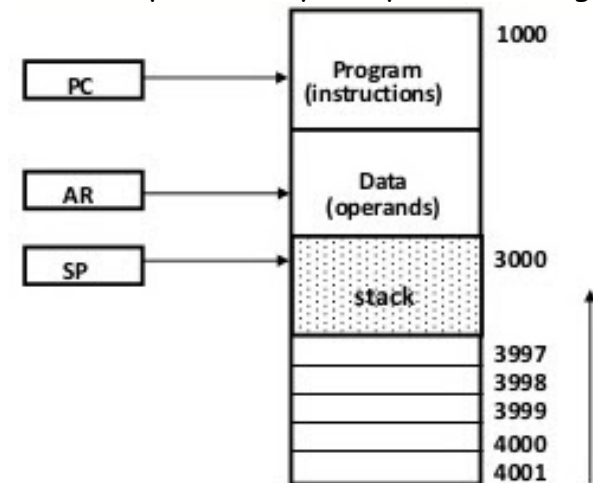 1000
Program
(instructions)
PC
Data
(operands)
AR
3000
SP
stack
3997
3998
3999
4000
4001